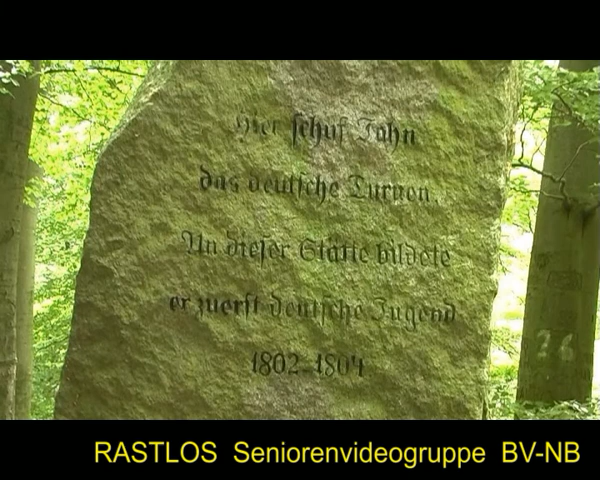 Hier schuf Jahn
das deutsche Turnen.
An dieser Stätte bildete
er zuerst deutsche Jugend
1802-1804
26
RASTLOS Seniorenvideogruppe BV-NB